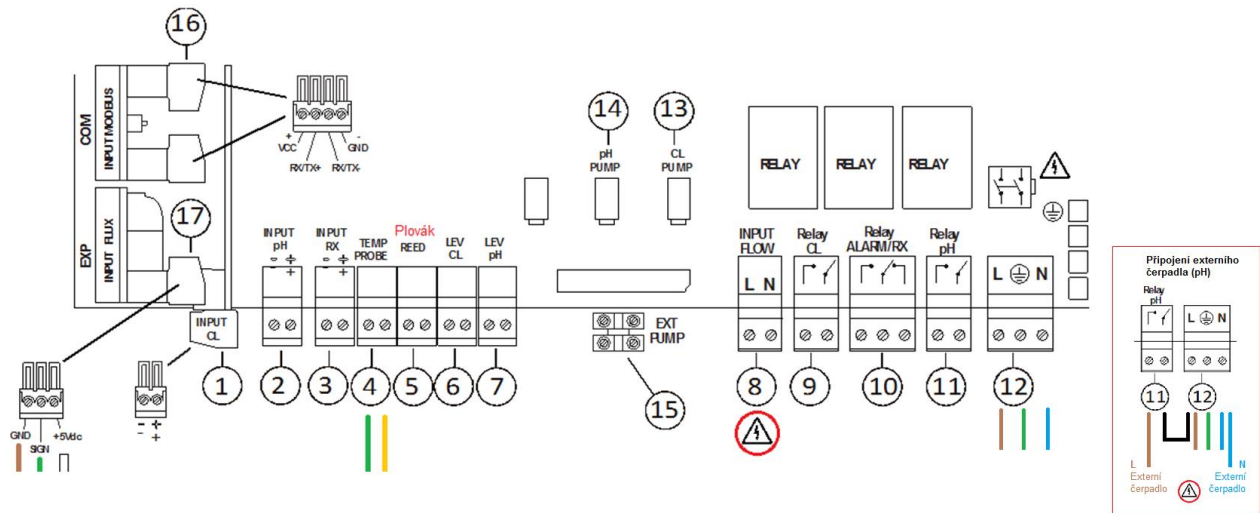 16
COM
INPUT MODBUS
+
VCC
RX/TX+
RX/TX-
-
GND
EXP
INPUT FLUX
17
INPUT
CL
GND
SIGN
+5Vdc
- +
- +
1
INPUT
pH
- +
- +
2
INPUT
RX
- +
- +
3
TEMP
PROBE
4
Plovák
REED
5
LEV
CL
6
LEV
pH
7
14
pH
PUMP
13
CL
PUMP
EXT
PUMP
15
RELAY
RELAY
RELAY
INPUT
FLOW
L N
8
Relay
CL
9
Relay
ALARM/RX
10
Relay
pH
11
L N
12
Připojení externího
čerpadla (pH)
Relay
pH
L N
11
12
L
Externí
čerpadlo
N
Externí
čerpadlo